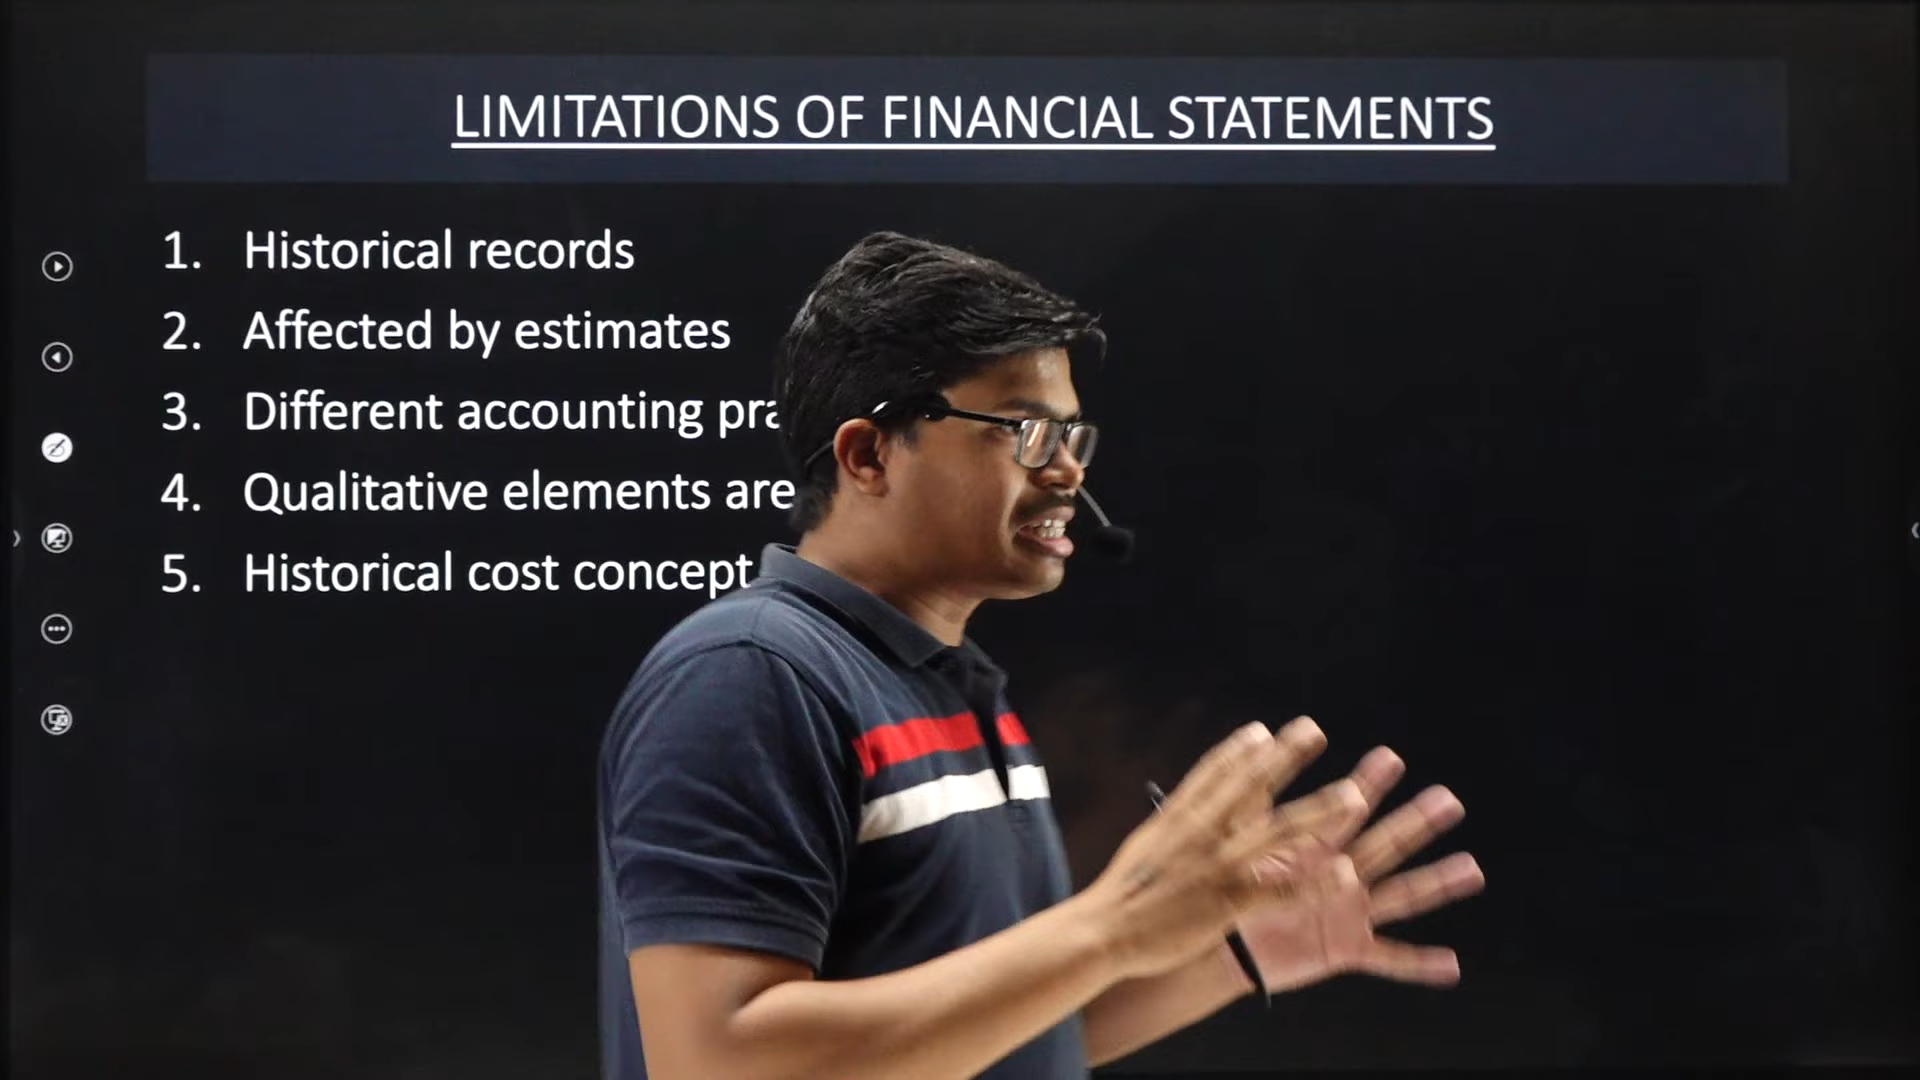 LIMITATIONS OF FINANCIAL STATEMENTS
1. Historical records
2. Affected by estimates
3. Different accounting
4. Qualitative elements are
5. Historical cost concept